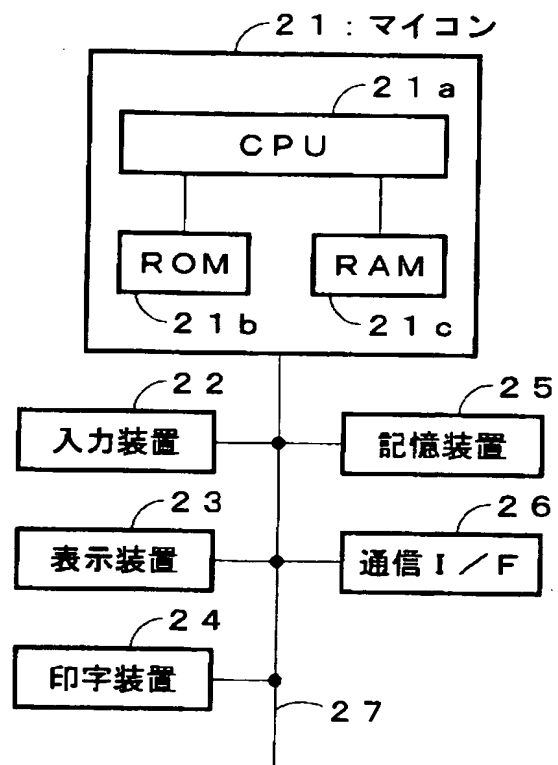 21:マイコン
21a
CPU
ROM
RAM
21b
21c
22
25
入力装置
記憶装置
23
26
表示装置
通信I/F
24
印字装置
27